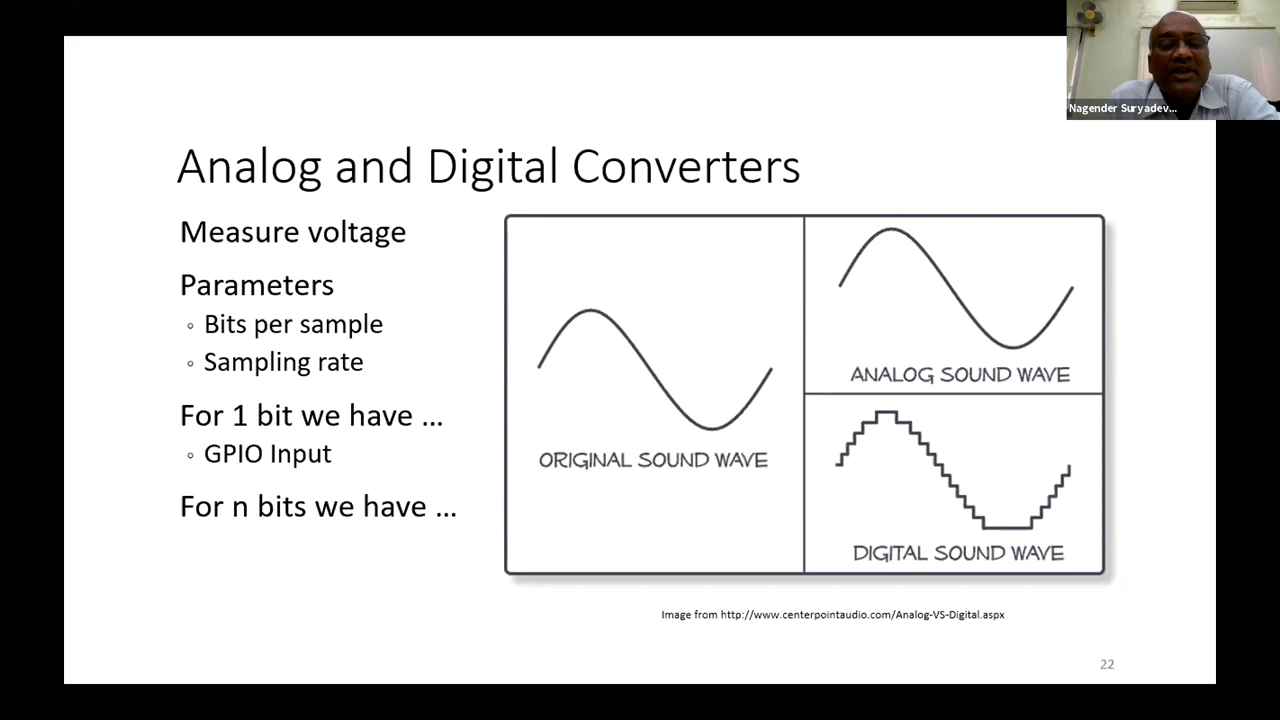 Nagender Suryadev...
Analog and Digital Converters
Measure voltage
Parameters
◦ Bits per sample
◦ Sampling rate
For 1 bit we have ...
◦ GPIO Input
For n bits we have ...
ORIGINAL SOUND WAVE
ANALOG SOUND WAVE
DIGITAL SOUND WAVE
Image from http://www.centerpointaudio.com/Analog-VS-Digital.aspx
22